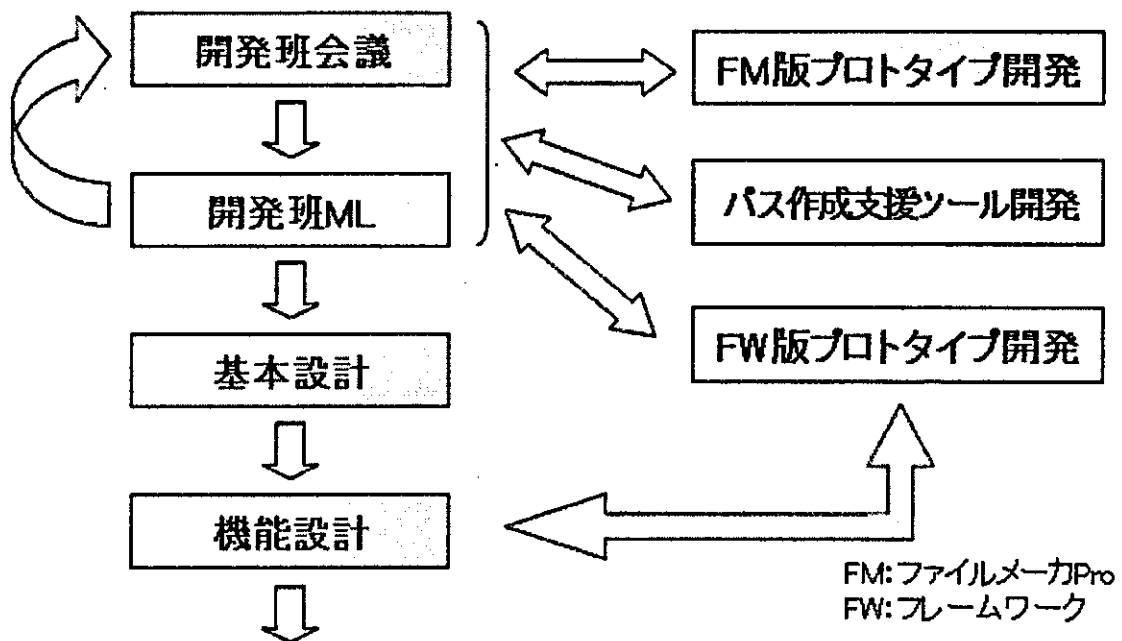 開発班会議
開発班ML
基本設計
機能設計
FM版プロトタイプ開発
パス作成支援ツール開発
FW版プロトタイプ開発
FM:ファイルメーカPro
FW:フレームワーク